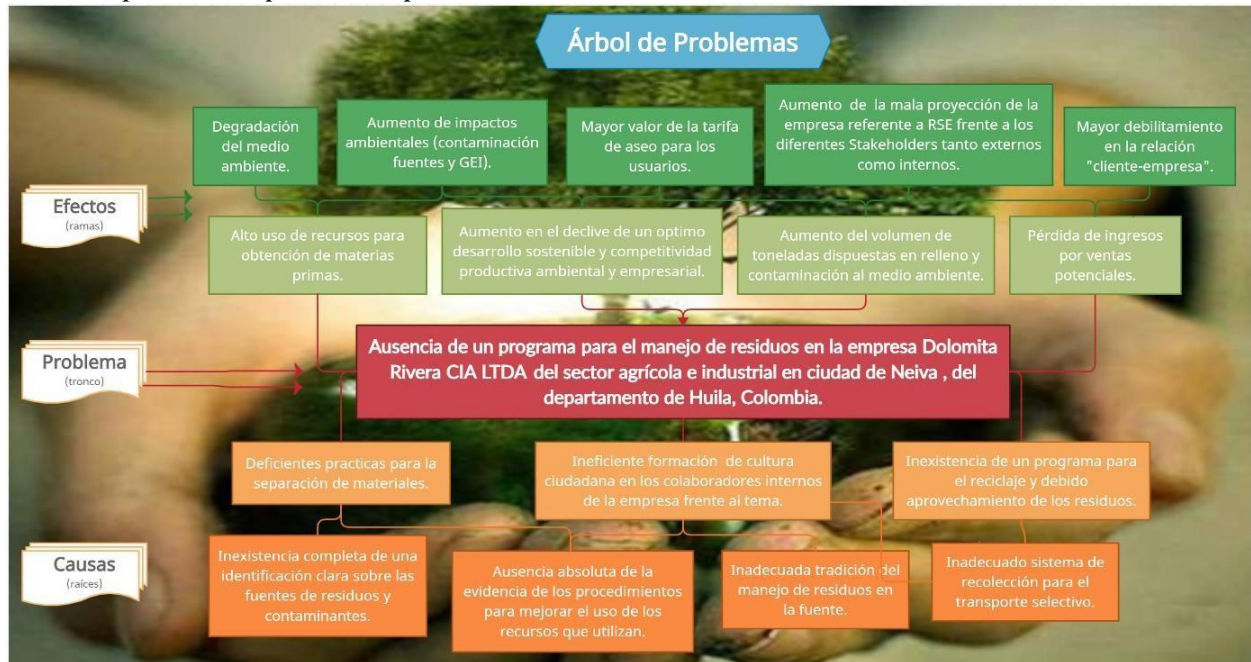 Árbol de Problemas
Degradación
del medio
ambiente.
Aumento de impactos
ambientales (contaminación
fuentes y GEI).
Mayor valor de la tarifa
de aseo para los
usuarios.
Aumento de la mala proyección de la
empresa referente a RSE frente a los
diferentes Stakeholders tanto externos
como internos.
Mayor debilitamiento
en la relación
"cliente-empresa".
Efectos
(ramas)
Alto uso de recursos para
obtención de materias
primas.
Aumento en el declive de un optimo
desarrollo sostenible y competitividad
productiva ambiental y empresarial.
Aumento del volumen de
toneladas dispuestas en relleno y
contaminación al medio ambiente.
Pérdida de ingresos
por ventas
potenciales.
Problema
(tronco)
Ausencia de un programa para el manejo de residuos en la empresa Dolomita
Rivera CIA LTDA del sector agrícola e industrial en ciudad de Neiva , del
departamento de Huila, Colombia.
Deficientes practicas para la
separación de materiales.
Ineficiente formación de cultura
ciudadana en los colaboradores internos
de la empresa frente al tema.
Inexistencia de un programa para
el reciclaje y debido
aprovechamiento de los residuos.
Causas
(raíces)
Inexistencia completa de una
identificación clara sobre las
fuentes de residuos y
contaminantes.
Ausencia absoluta de la
evidencia de los procedimientos
para mejorar el uso de los
recursos que utilizan.
Inadecuada tradición del
manejo de residuos en
la fuente.
Inadecuado sistema de
recolección para el
transporte selectivo.